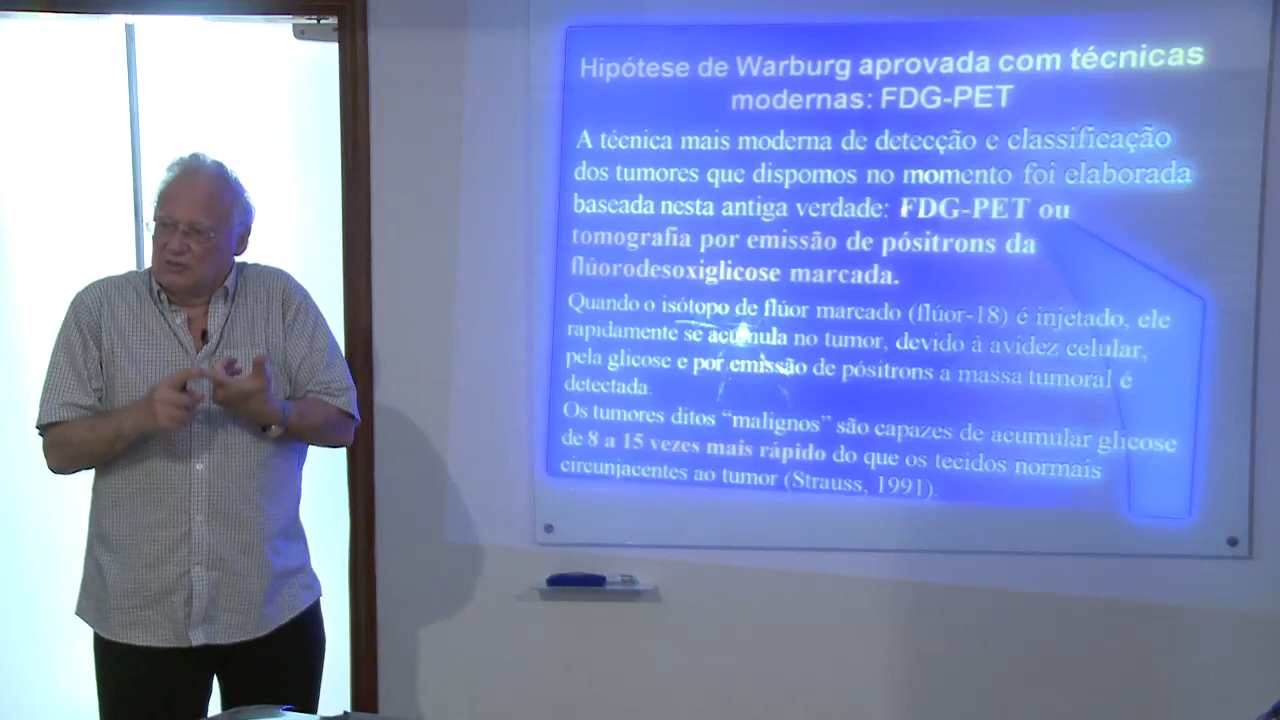 Hipótese de Warburg aprovada com técnicas
modernas: FDG-PET
A técnica mais moderna de detecção e classificação
dos tumores que dispomos no momento foi elaborada
baseada nesta antiga verdade: FDG-PET ou
tomografia por emissão de pósitrons da
flúorodesoxiglicose marcada.
Quando o isótopo de flúor marcado (flúor-18) é injetado, ele
rapidamente se acumula no tumor, devido à avidez celular,
pela glicose e por emissão de pósitrons a massa tumoral é
detectada.
Os tumores ditos “malignos” são capazes de acumular glicose
de 8 a 15 vezes mais rápido do que os tecidos normais
circunjacentes ao tumor (Strauss, 1991).